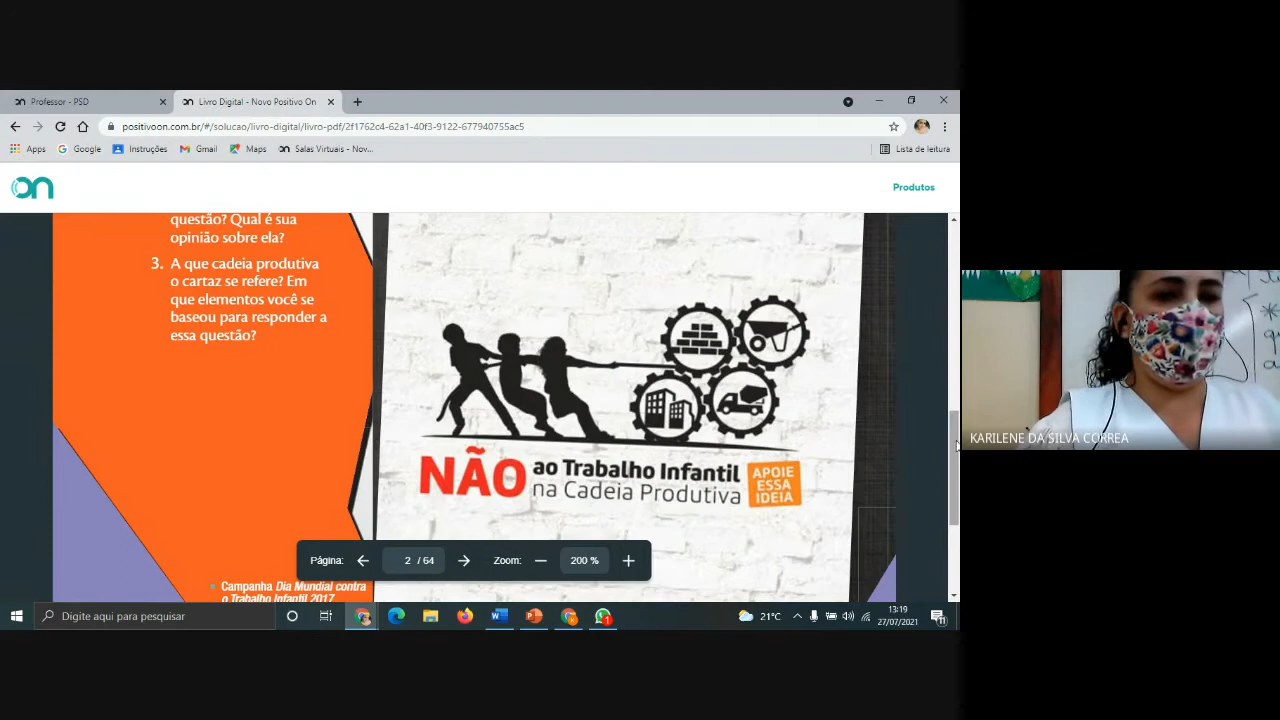 Professor - PSD
Livro Digital - Novo Positivo On
positivoon.com.br/#/solucao/livro-digital/livro-pdf/2f1762c4-62a1-40f3-9122-677940755ac5
Apps
Google
Instruções
Gmail
Maps
Salas Virtuais - Nov...
Lista de leitura
on
Produtos
questão? Qual é sua
opinião sobre ela?
3. A que cadeia produtiva
o cartaz se refere? Em
que elementos você se
baseou para responder a
essa questão?
NÃO ao Trabalho Infantil
na Cadeia Produtiva
APOIE
ESSA
IDEIA
Página: 2 / 64 Zoom: 200 %
Campanha Dia Mundial contra
o Trabalho Infantil 2017
KARILENE DA SILVA CORREA
Digite aqui para pesquisar
1
21°C
13:19
27/07/2021
11